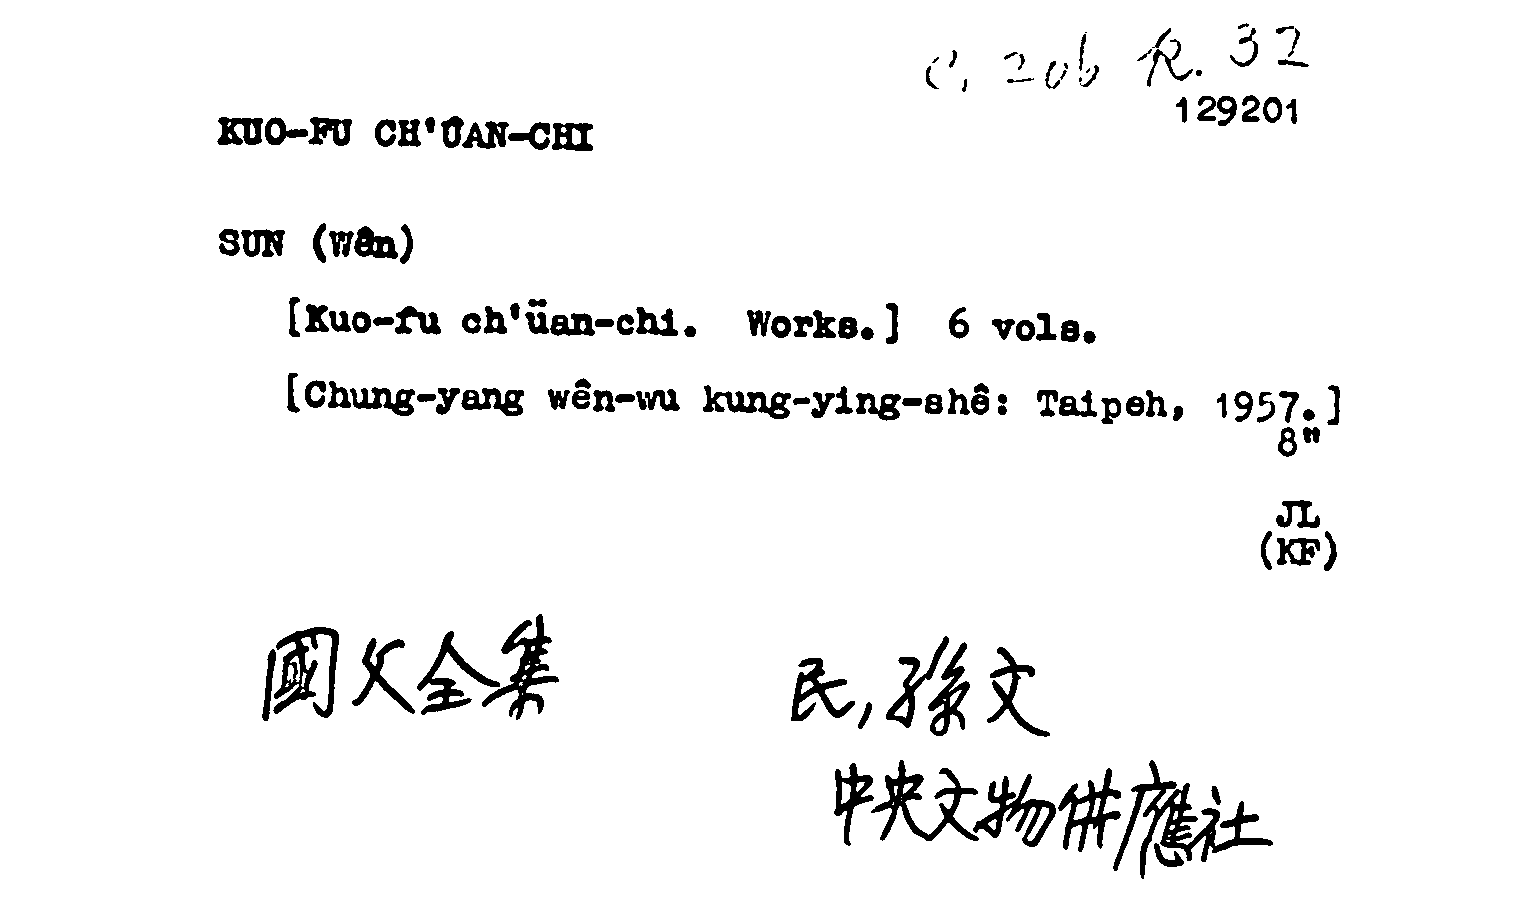 C. 206 R. 32
129201
KUO-FU CH'ÜAN-CHI
SUN (Wên)
[Kuo-fu ch'üan-chi. Works.] 6 vols.
[Chung-yang wên-wu kung-ying-shê: Taipeh, 1957.]
8"
JL
(KF)
國父全集
民, 孫文
中央文物供應社